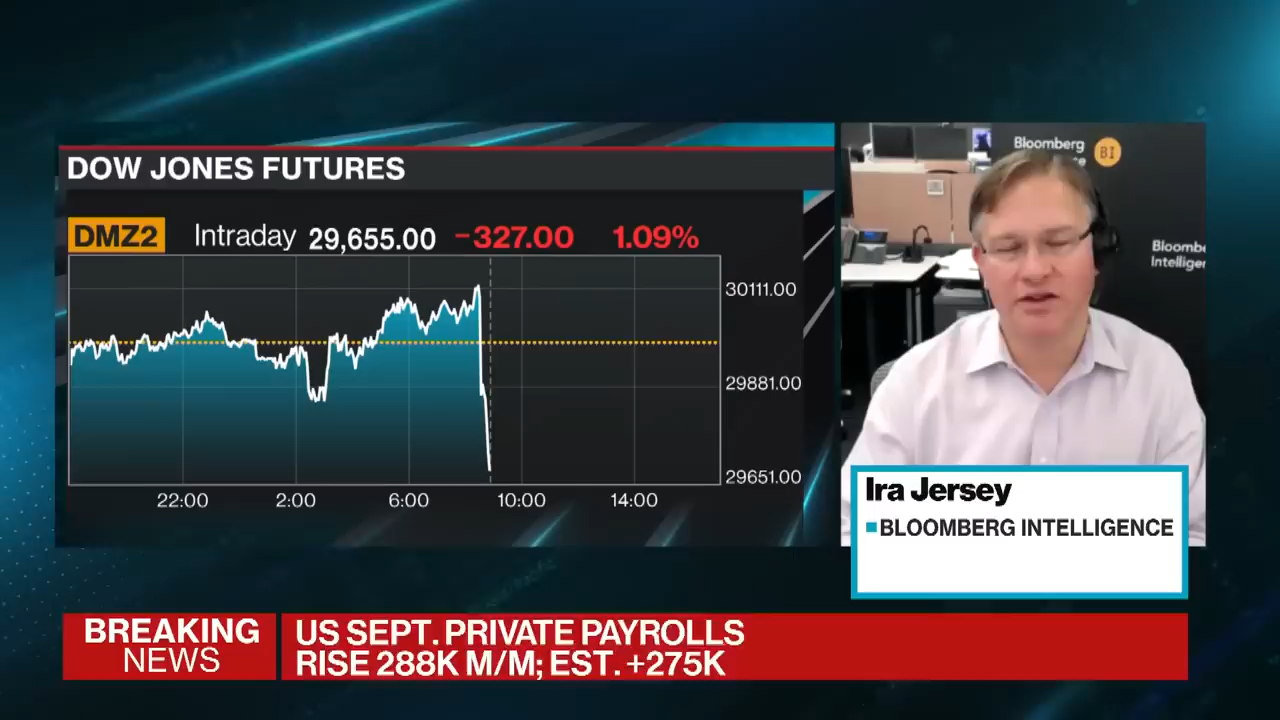 DOW JONES FUTURES
DMZ2 Intraday 29,655.00 -327.00 1.09%
30111.00
29881.00
29651.00
22:00 2:00 6:00 10:00 14:00
Bloomberg
BI
Ira Jersey
BLOOMBERG INTELLIGENCE
BREAKING
NEWS
US SEPT. PRIVATE PAYROLLS
RISE 288K M/M; EST. +275K